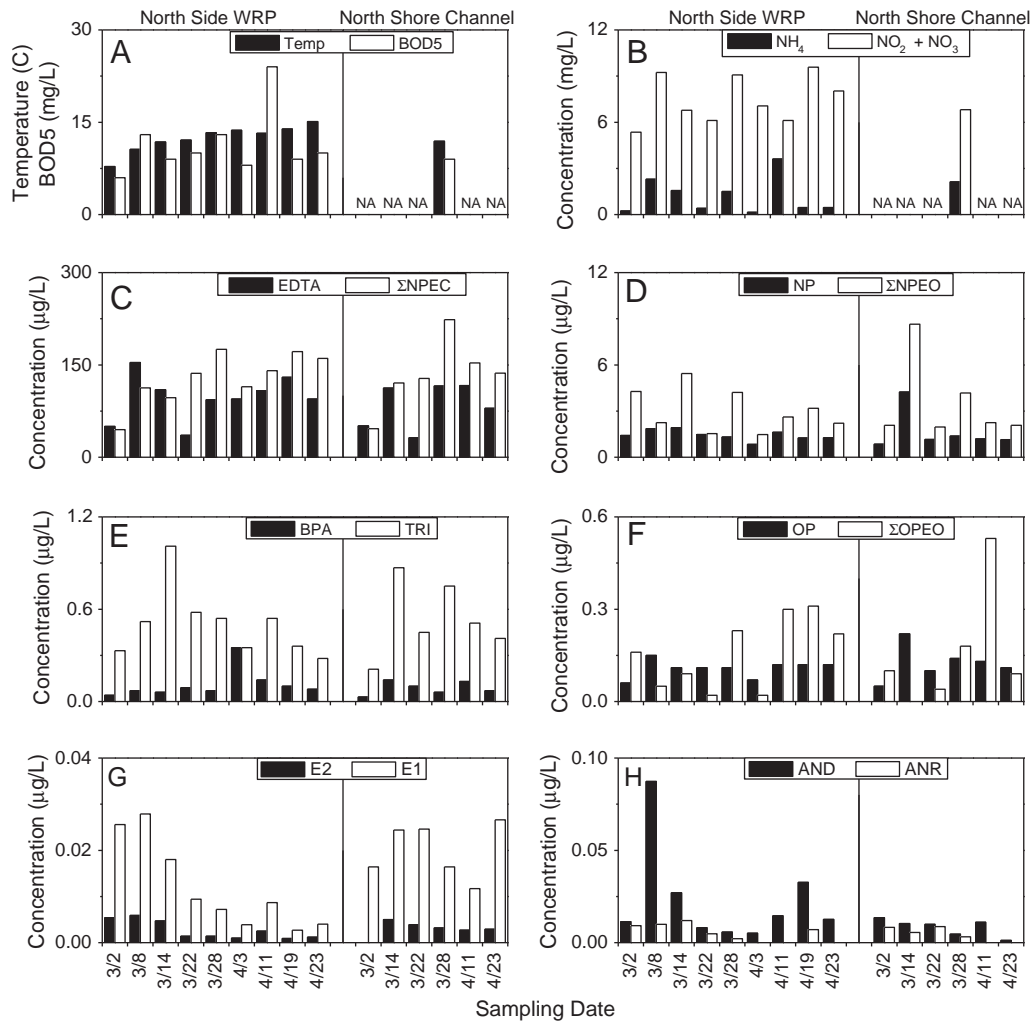 North Side WRP North Shore Channel North Side WRP North Shore Channel
A
Temp BOD5
Temperature (C)
BOD5 (mg/L)
30
15
0
NA NA NA NA NA
B
NH4 NO2 + NO3
Concentration (mg/L)
12
6
0
NA NA NA NA NA
C
EDTA ΣNPEC
Concentration (µg/L)
300
150
0
D
NP ΣNPEO
Concentration (µg/L)
12
6
0
E
BPA TRI
Concentration (µg/L)
1.2
0.6
0.0
F
OP ΣOPEO
Concentration (µg/L)
0.6
0.3
0.0
G
E2 E1
Concentration (µg/L)
0.04
0.02
0.00
3/2 3/8 3/14 3/22 3/28 4/3 4/11 4/19 4/23 3/2 3/14 3/22 3/28 4/11 4/23
H
AND ANR
Concentration (µg/L)
0.10
0.05
0.00
3/2 3/8 3/14 3/22 3/28 4/3 4/11 4/19 4/23 3/2 3/14 3/22 3/28 4/11 4/23
Sampling Date